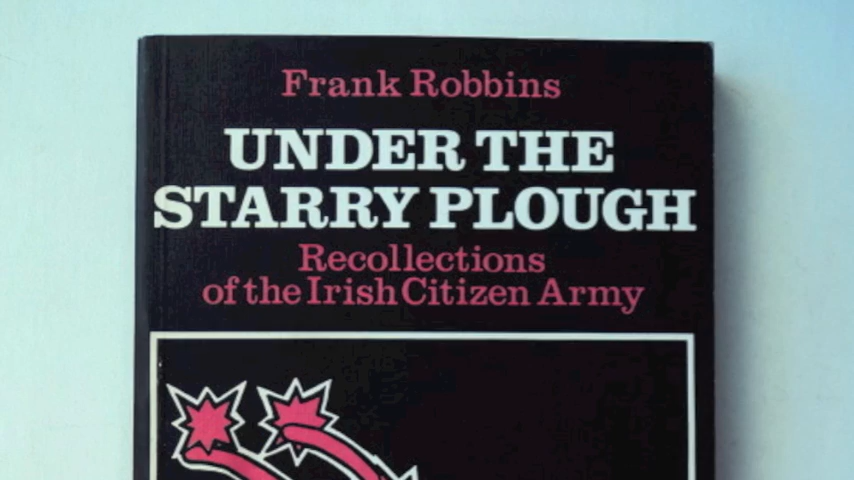 Frank Robbins
UNDER THE
STARRY PLOUGH
Recollections
of the Irish Citizen Army